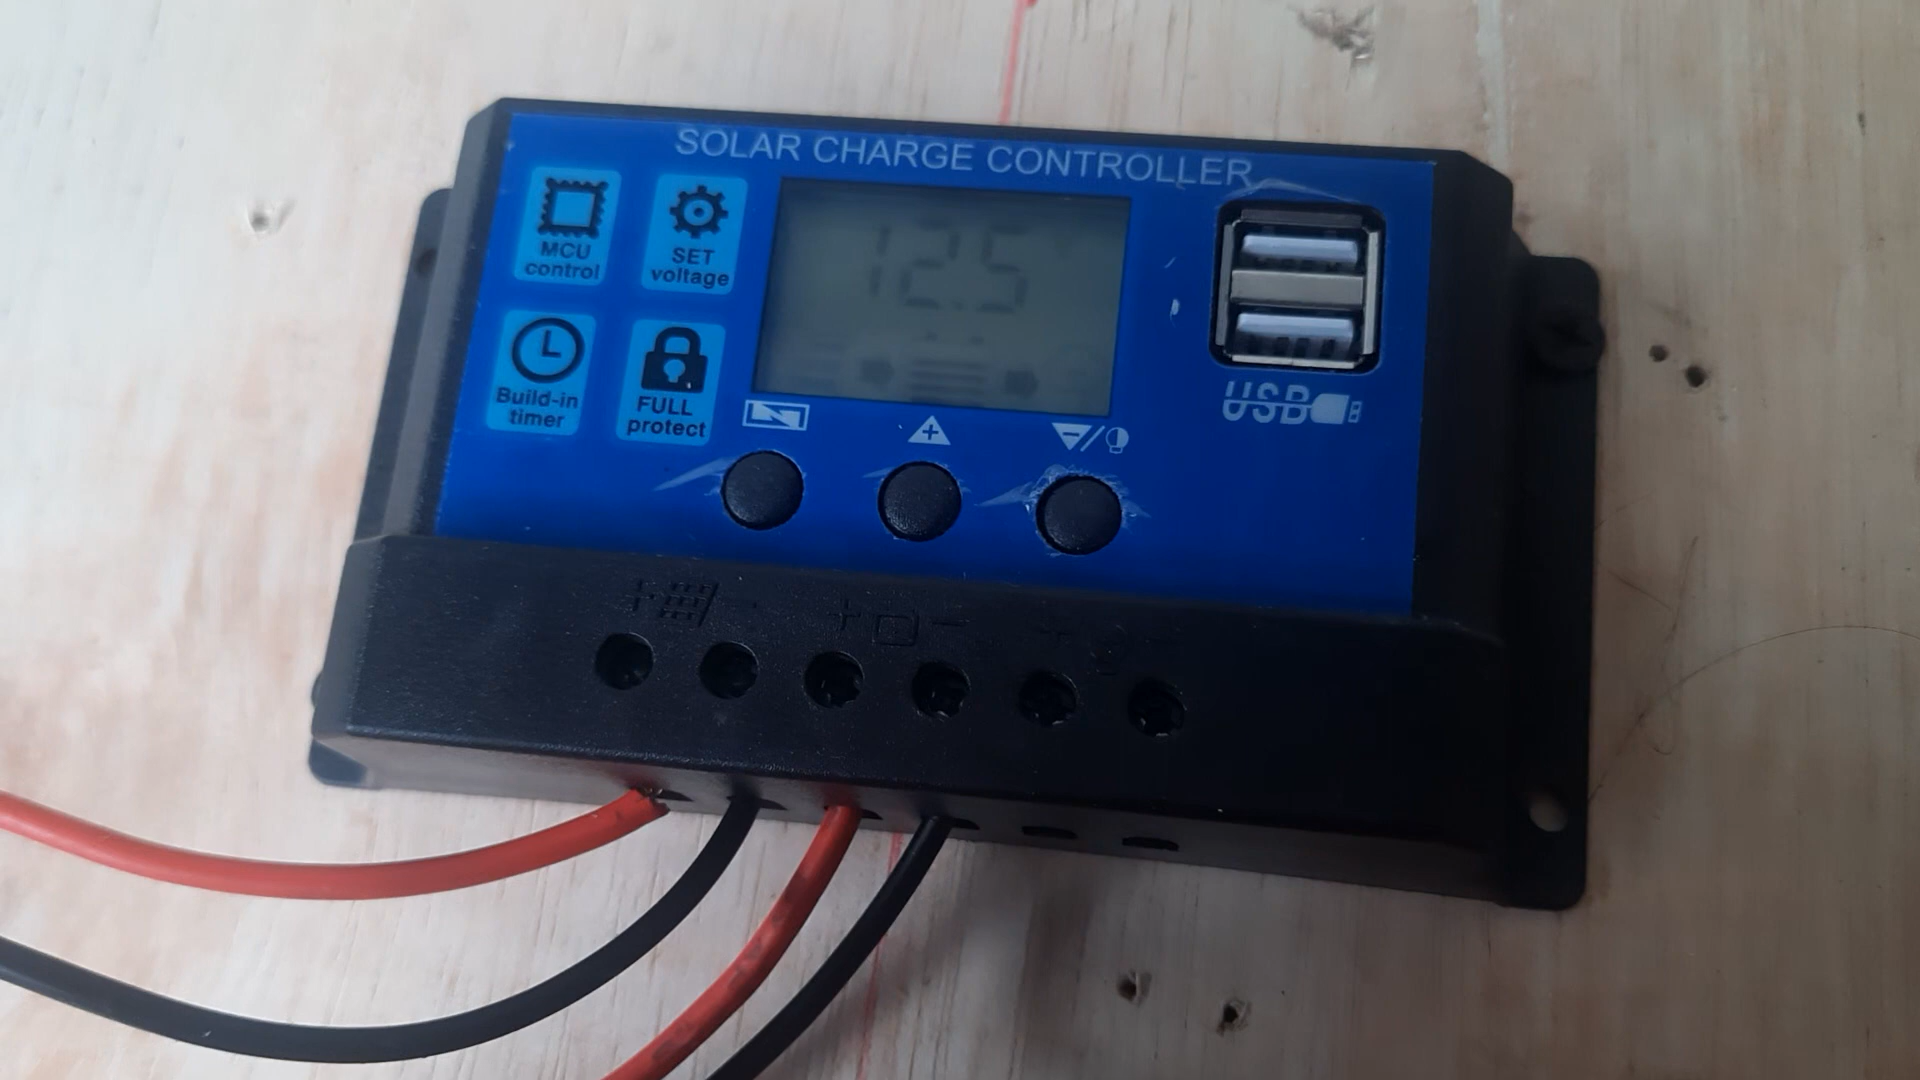 SOLAR CHARGE CONTROLLER
MCU
control
SET
voltage
12.5
Build-in
timer
FULL
protect
USB